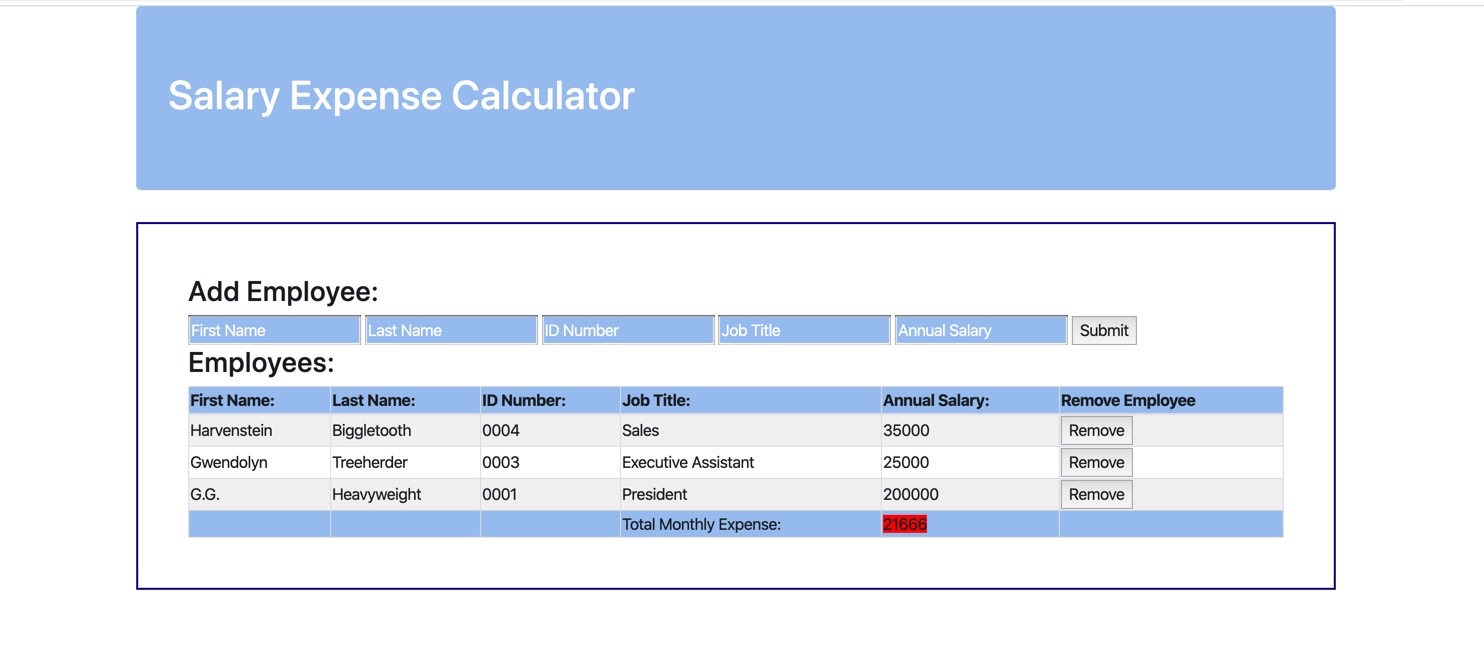 Salary Expense Calculator
Add Employee:
First Name Last Name ID Number Job Title Annual Salary Submit
Employees:
First Name: Last Name: ID Number: Job Title: Annual Salary: Remove Employee
Harvenstein Biggletooth 0004 Sales 35000 Remove
Gwendolyn Treeherder 0003 Executive Assistant 25000 Remove
G.G. Heavyweight 0001 President 200000 Remove
Total Monthly Expense: 21666